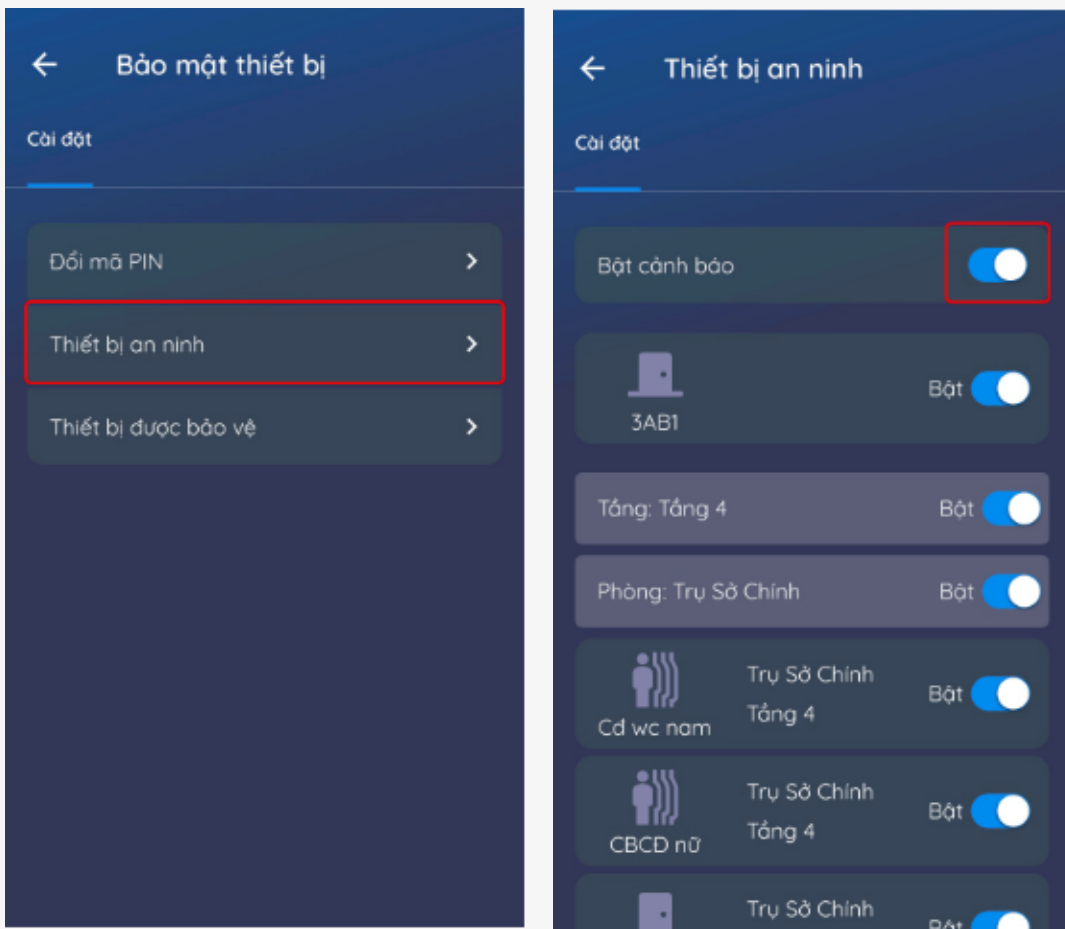 Bảo mật thiết bị
Cài đặt
Đổi mã PIN
Thiết bị an ninh
Thiết bị được bảo vệ
Thiết bị an ninh
Cài đặt
Bật cảnh báo
Bật
3AB1
Tầng: Tầng 4 Bật
Phòng: Trụ Sở Chính Bật
Trụ Sở Chính
Bật
Tầng 4
Cd wc nam
Trụ Sở Chính
Bật
Tầng 4
CBCD nữ
Trụ Sở Chính
Bật